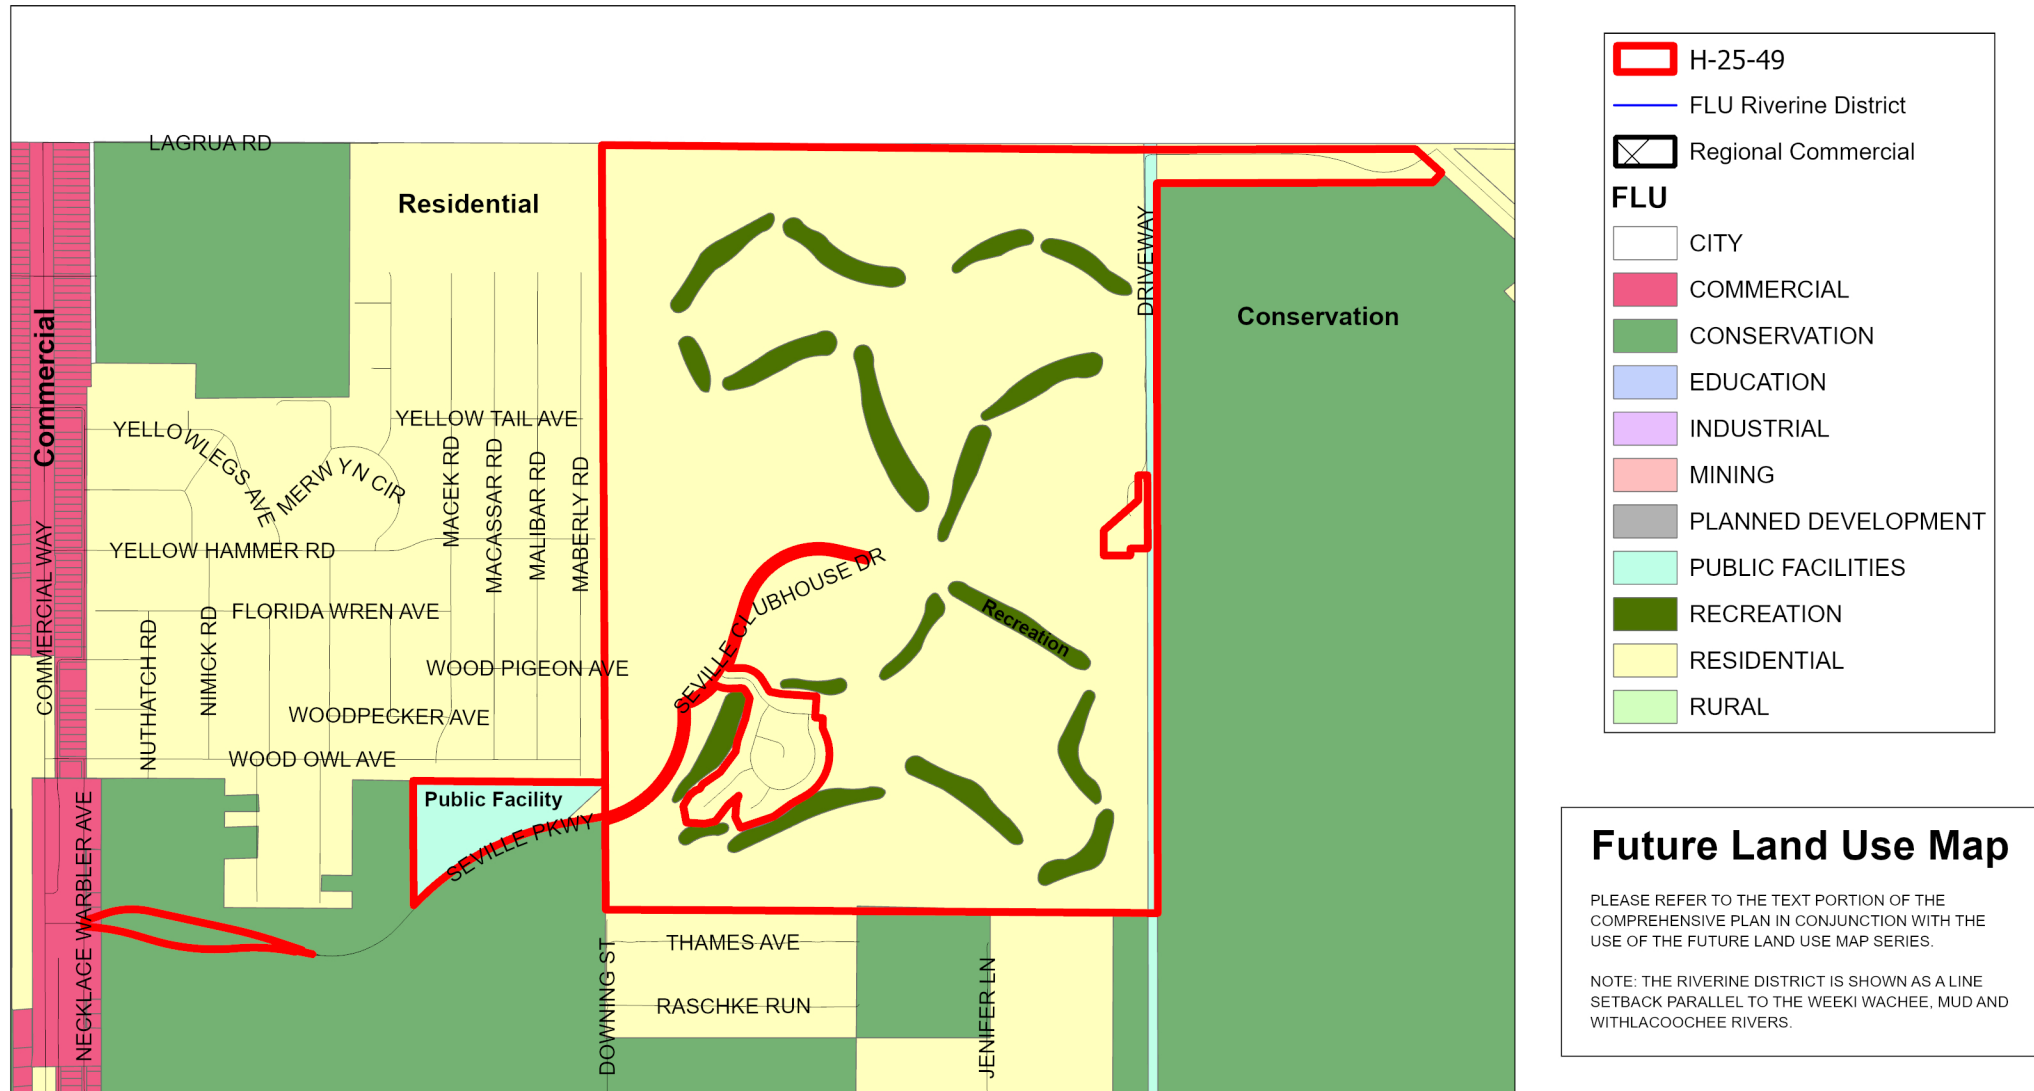 LAGRUA RD
Residential
Commercial
Conservation
DRIVEWAY
YELLOW TAIL AVE
YELLOWLEGS AVE
MERWYN CIR
MACEK RD
MACASSAR RD
MALIBAR RD
MABERLY RD
COMMERCIAL WAY
YELLOW HAMMER RD
FLORIDA WREN AVE
NUTHATCH RD
NIMICK RD
WOOD PIGEON AVE
WOODPECKER AVE
WOOD OWL AVE
SEVILLE CLUBHOUSE DR
Recreation
Public Facility
SEVILLE PKWY
NECKLACE WARBLER AVE
THAMES AVE
RASCHKE RUN
DOWNING ST
JENIFER LN
H-25-49
FLU Riverine District
Regional Commercial
FLU
CITY
COMMERCIAL
CONSERVATION
EDUCATION
INDUSTRIAL
MINING
PLANNED DEVELOPMENT
PUBLIC FACILITIES
RECREATION
RESIDENTIAL
RURAL
Future Land Use Map
PLEASE REFER TO THE TEXT PORTION OF THE
COMPREHENSIVE PLAN IN CONJUNCTION WITH THE
USE OF THE FUTURE LAND USE MAP SERIES.
NOTE: THE RIVERINE DISTRICT IS SHOWN AS A LINE
SETBACK PARALLEL TO THE WEEKI WACHEE, MUD AND
WITHLACOOCHEE RIVERS.